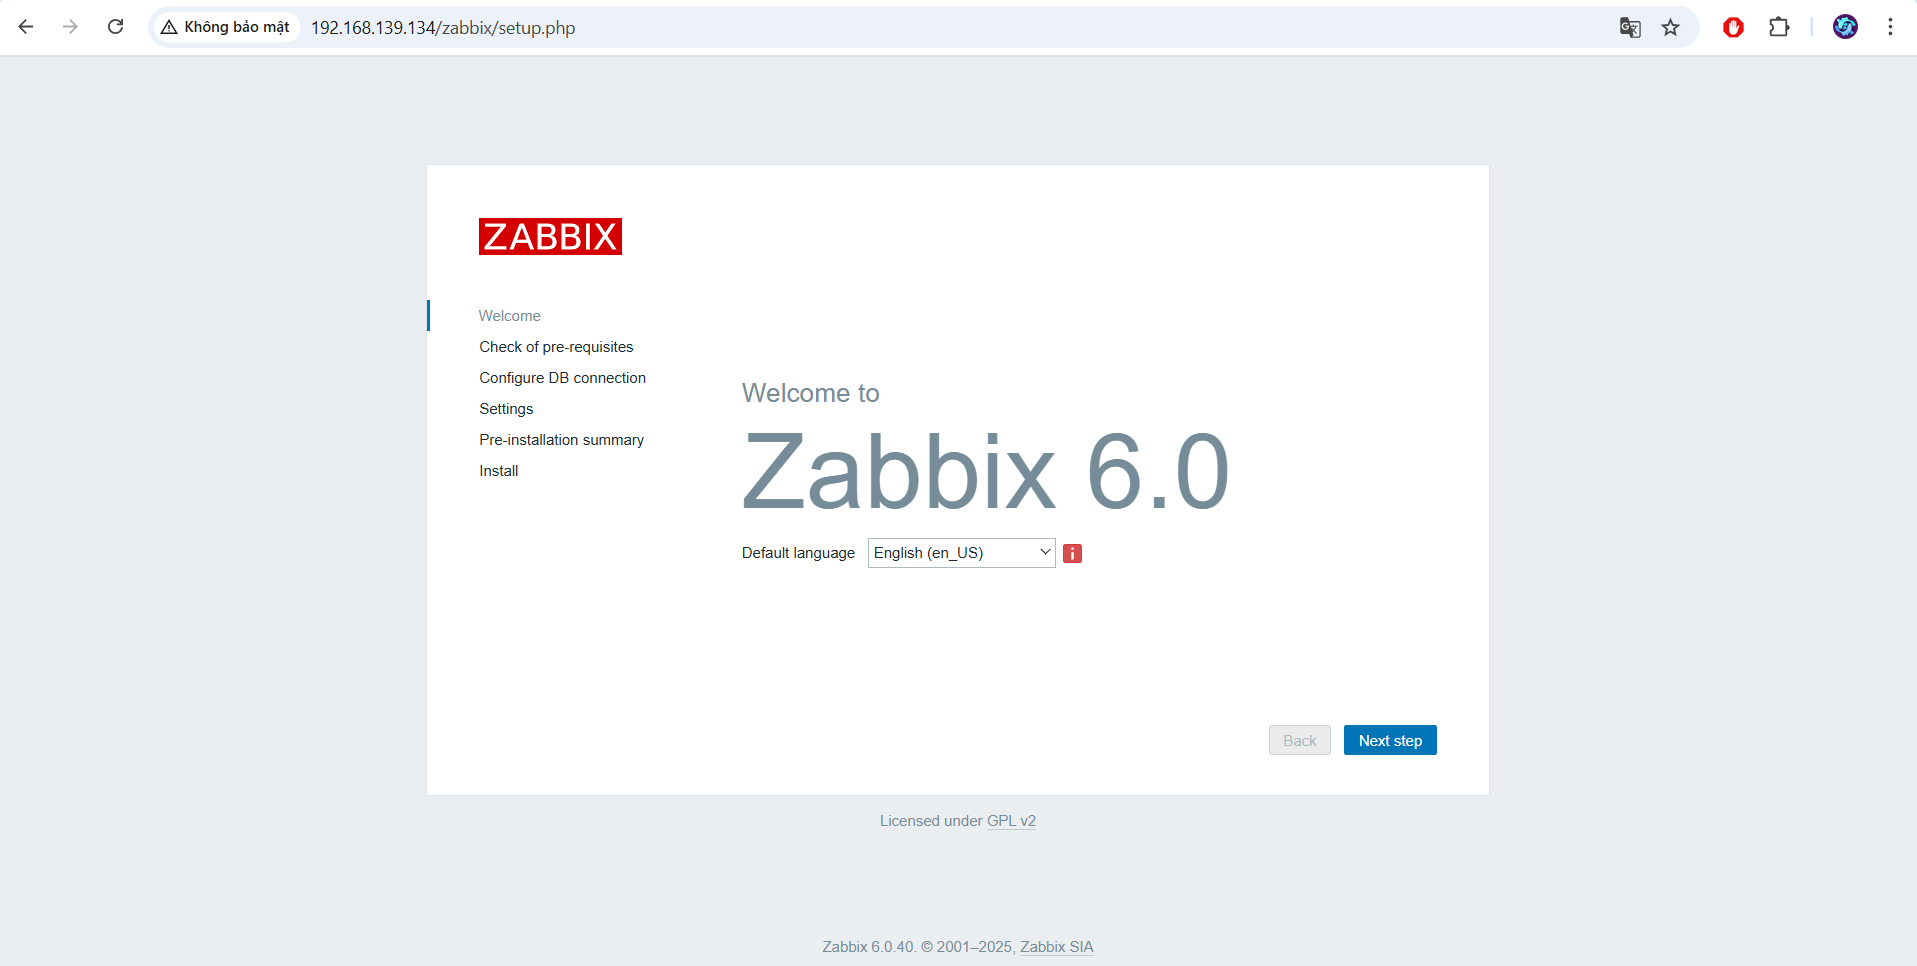 Không bảo mật 192.168.139.134/zabbix/setup.php
ZABBIX
Welcome
Check of pre-requisites
Configure DB connection
Settings
Pre-installation summary
Install
Welcome to
Zabbix 6.0
Default language English (en_US) i
Back Next step
Licensed under GPL v2
Zabbix 6.0.40. © 2001–2025, Zabbix SIA